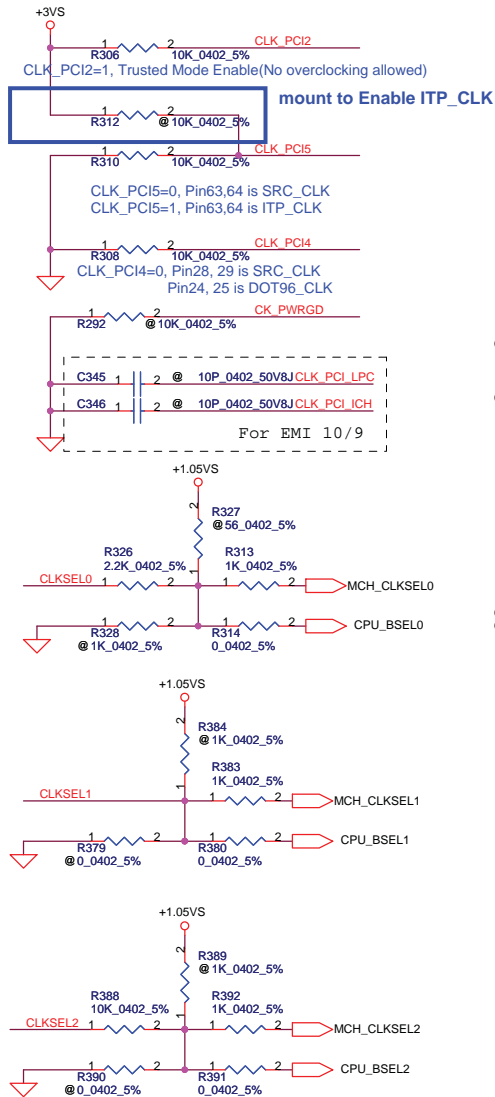 +3VS
CLK_PCI2
1 2
R306 10K_0402_5%
CLK_PCI2=1, Trusted Mode Enable(No overclocking allowed)
mount to Enable ITP_CLK
1 2
R312 @ 10K_0402_5%
CLK_PCI5
1 2
R310 10K_0402_5%
CLK_PCI5=0, Pin63,64 is SRC_CLK
CLK_PCI5=1, Pin63,64 is ITP_CLK
CLK_PCI4
1 2
R308 10K_0402_5%
CLK_PCI4=0, Pin28, 29 is SRC_CLK
Pin24, 25 is DOT96_CLK
CK_PWRGD
1 2
R292 @ 10K_0402_5%
C345 1 2 @ 10P_0402_50V8J CLK_PCI_LPC
C346 1 2 @ 10P_0402_50V8J CLK_PCI_ICH
For EMI 10/9
+1.05VS
2
R327
@ 56_0402_5%
1
R326
2.2K_0402_5%
R313
1K_0402_5%
CLKSEL0 1 2 1 2 MCH_CLKSEL0
1 2 1 2 CPU_BSEL0
R328
@ 1K_0402_5%
R314
0_0402_5%
+1.05VS
2
R384
@ 1K_0402_5%
1
R383
1K_0402_5%
CLKSEL1 1 2 MCH_CLKSEL1
1 2 1 2 CPU_BSEL1
R379
@ 0_0402_5%
R380
0_0402_5%
+1.05VS
2
R389
@ 1K_0402_5%
1
R388
10K_0402_5%
R392
1K_0402_5%
CLKSEL2 1 2 1 2 MCH_CLKSEL2
1 2 1 2 CPU_BSEL2
R390
@ 0_0402_5%
R391
0_0402_5%